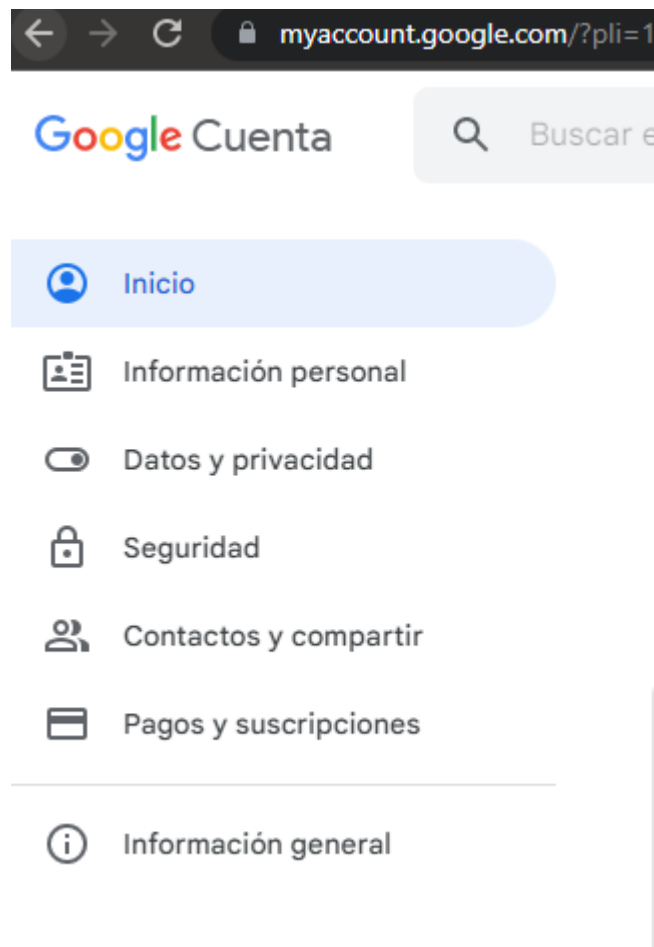 myaccount.google.com/?pli=1
Google Cuenta
Buscar e
Inicio
Información personal
Datos y privacidad
Seguridad
Contactos y compartir
Pagos y suscripciones
Información general